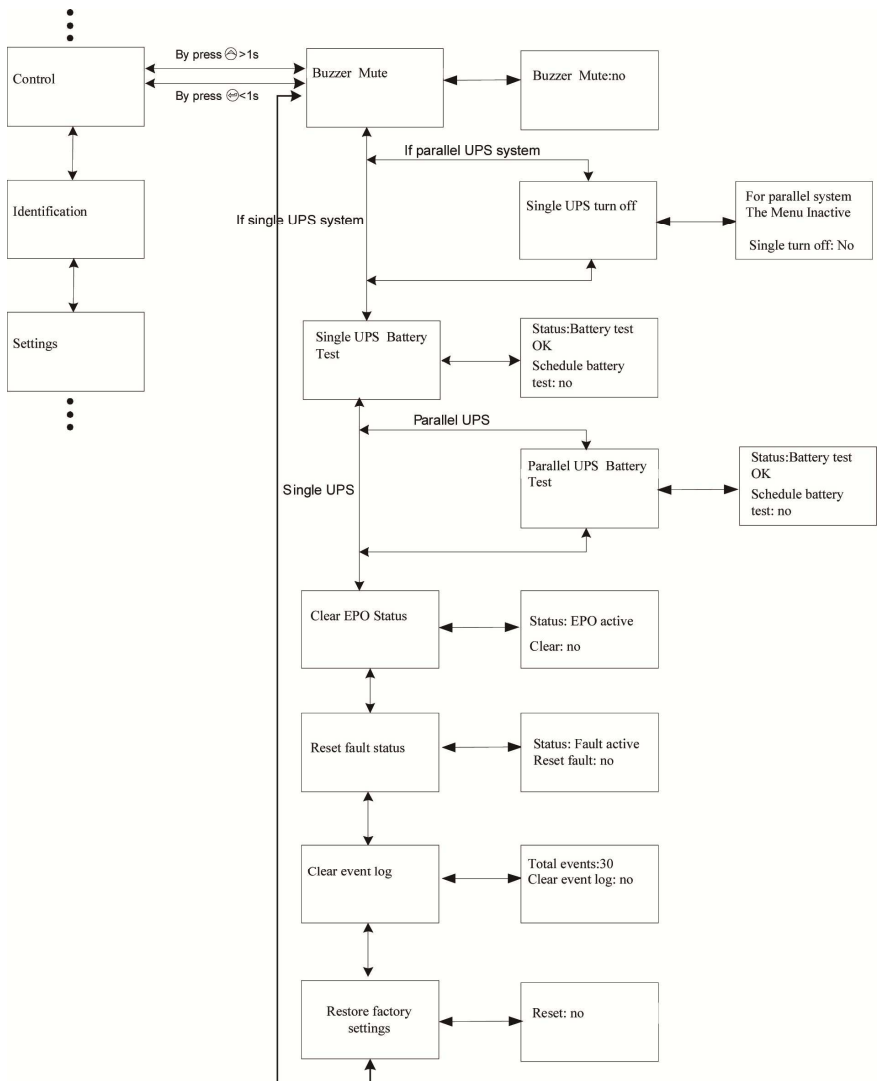 By press >1s
Control
Buzzer Mute
Buzzer Mute:no
By press <1s
If parallel UPS system
Identification
If single UPS system
Single UPS turn off
For parallel system
The Menu Inactive
Single turn off: No
Settings
Single UPS Battery
Test
Status:Battery test
OK
Schedule battery
test: no
Parallel UPS
Single UPS
Parallel UPS Battery
Test
Status:Battery test
OK
Schedule battery
test: no
Clear EPO Status
Status: EPO active
Clear: no
Reset fault status
Status: Fault active
Reset fault: no
Clear event log
Total events:30
Clear event log: no
Restore factory
settings
Reset: no